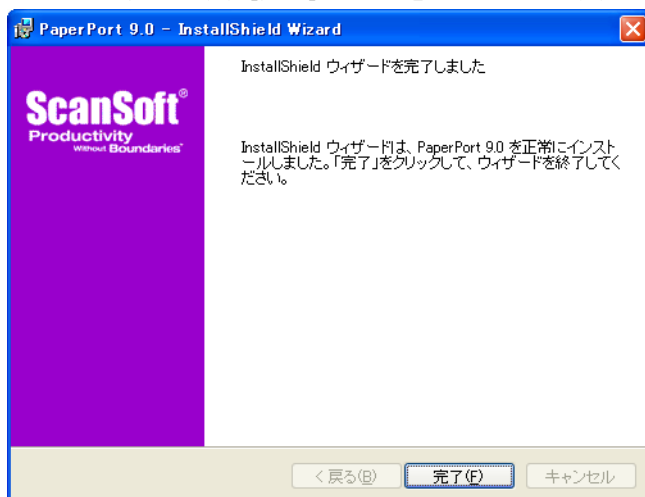 PaperPort 9.0 - InstallShield Wizard
InstallShield ウィザードを完了しました
ScanSoft®
Productivity
Without Boundaries™
InstallShield ウィザードは、PaperPort 9.0 を正常にインスト
ールしました。「完了」をクリックして、ウィザードを終了してく
ださい。
< 戻る(B)
完了(F)
キャンセル